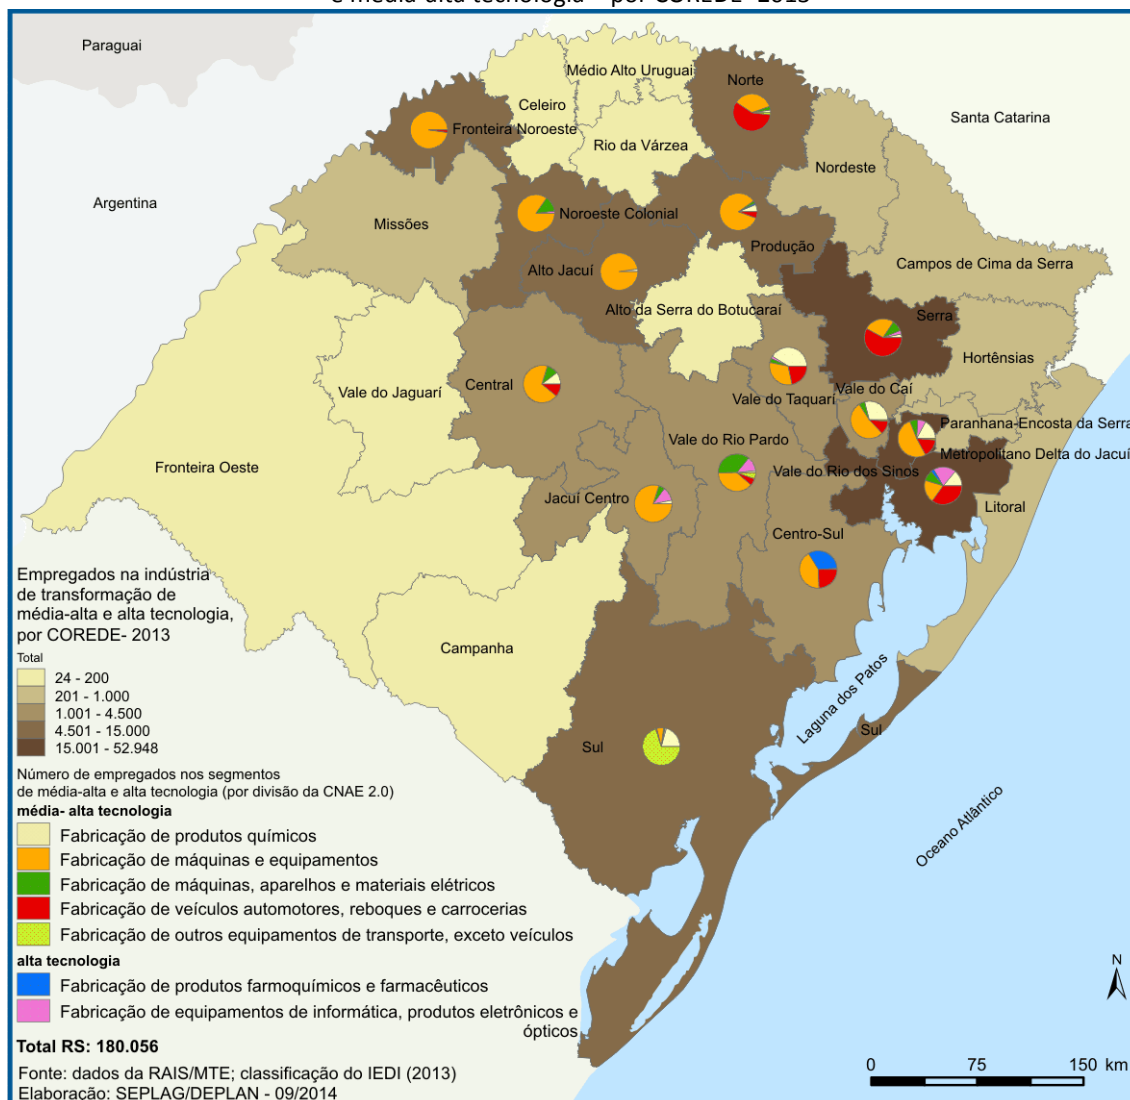 e média-alta tecnologia – por COREDE- 2013
Paraguai
Médio Alto Uruguai
Norte
Celeiro
Santa Catarina
Fronteira Noroeste
Rio da Várzea
Nordeste
Argentina
Noroeste Colonial
Missões
Produção
Campos de Cima da Serra
Alto Jacuí
Alto da Serra do Botucaraí
Serra
Hortênsias
Central
Vale do Caí
Vale do Jaguarí
Vale do Taquarí
Paranhana-Encosta da Serra
Vale do Rio Pardo
Metropolitano Delta do Jacuí
Fronteira Oeste
Vale do Rio dos Sinos
Jacuí Centro
Litoral
Centro-Sul
Campanha
Laguna dos Patos
Sul
Sul
Oceano Atlântico
Empregados na indústria
de transformação de
média-alta e alta tecnologia,
por COREDE- 2013
Total
24 - 200
201 - 1.000
1.001 - 4.500
4.501 - 15.000
15.001 - 52.948
Número de empregados nos segmentos
de média-alta e alta tecnologia (por divisão da CNAE 2.0)
média- alta tecnologia
Fabricação de produtos químicos
Fabricação de máquinas e equipamentos
Fabricação de máquinas, aparelhos e materiais elétricos
Fabricação de veículos automotores, reboques e carrocerias
Fabricação de outros equipamentos de transporte, exceto veículos
alta tecnologia
Fabricação de produtos farmoquímicos e farmacêuticos
Fabricação de equipamentos de informática, produtos eletrônicos e
ópticos
Total RS: 180.056
Fonte: dados da RAIS/MTE; classificação do IEDI (2013)
Elaboração: SEPLAG/DEPLAN - 09/2014
N
0 75 150 km